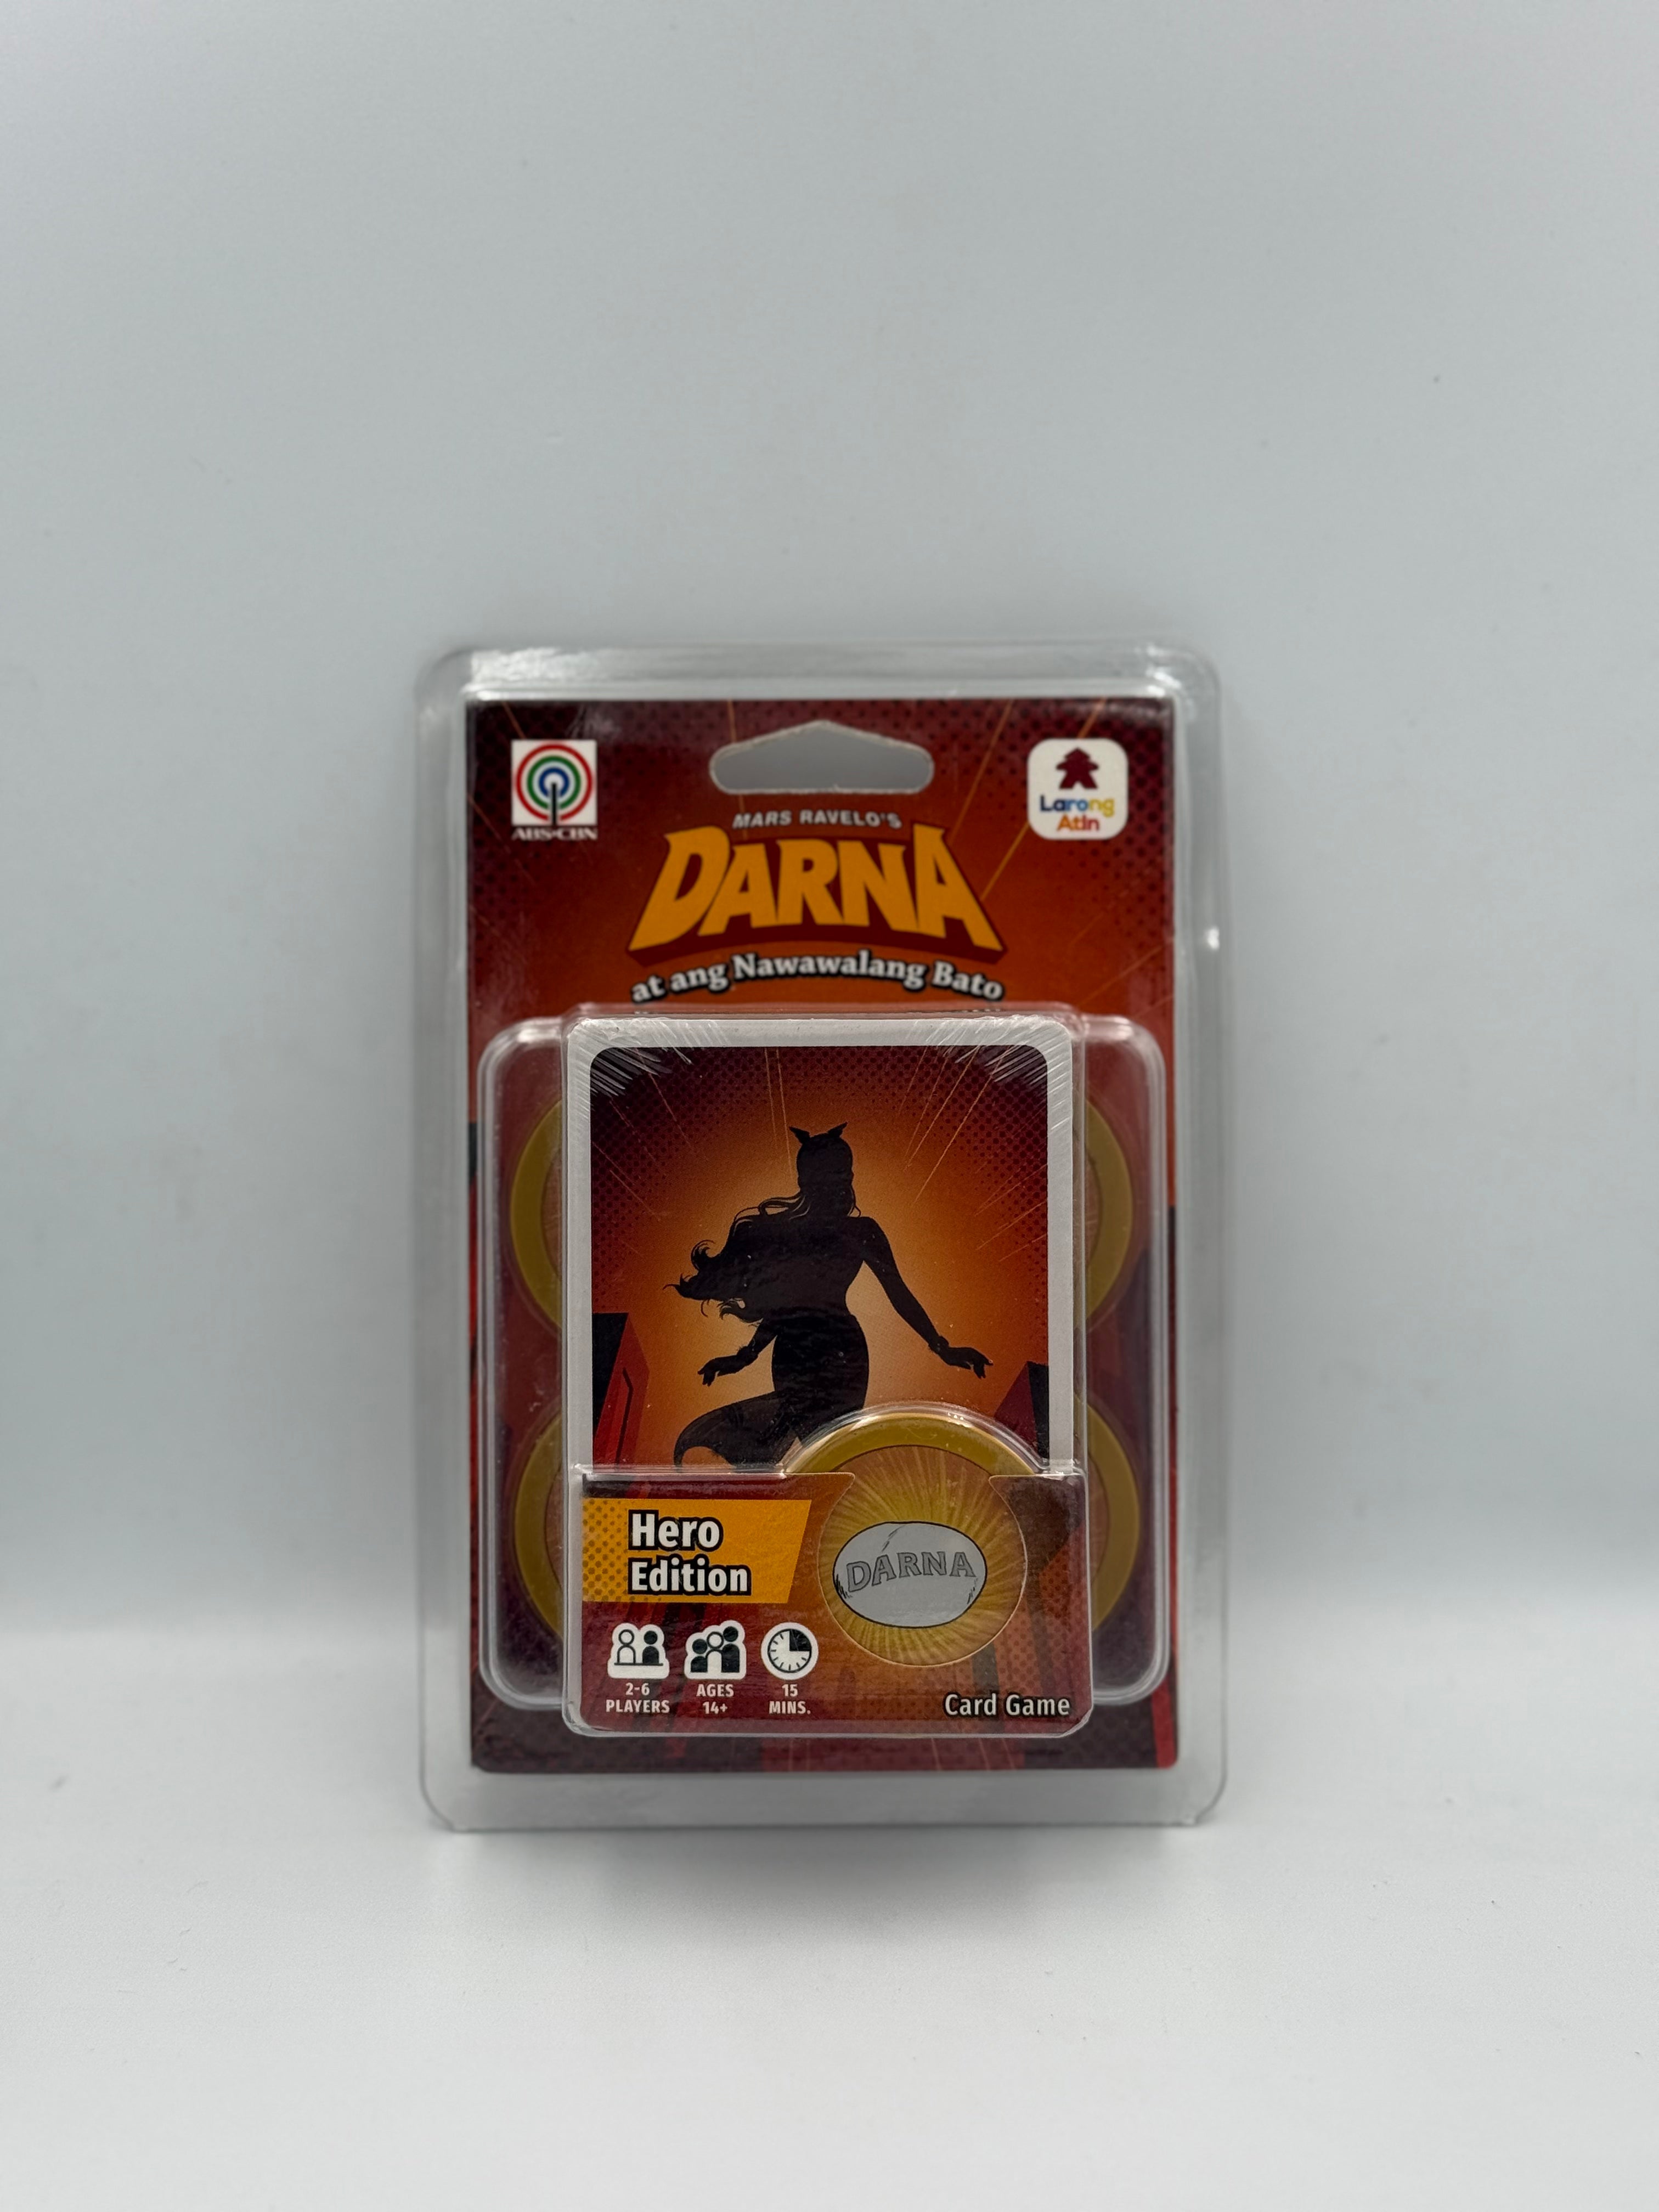 ABS-CBN
Larong
Atin
MARS RAVELO'S
DARNA
at ang Nawawalang Bato
Hero
Edition
DARNA
2-6
PLAYERS
AGES
14+
15
MINS.
Card Game